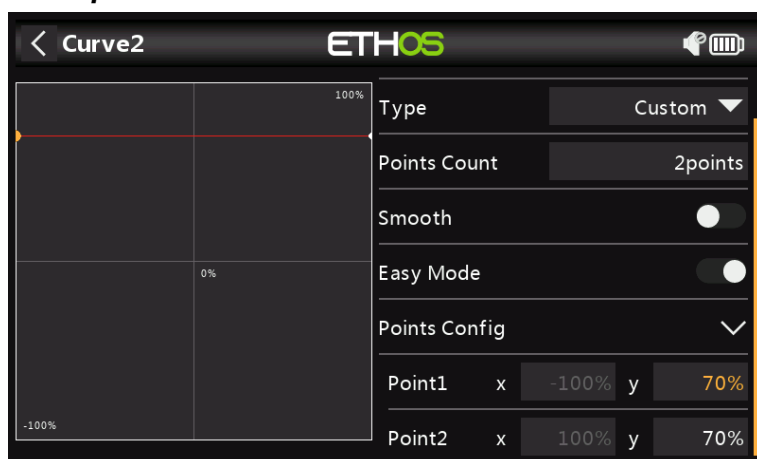 Curve2
ETHOS
100%
0%
-100%
Type Custom
Points Count 2points
Smooth
Easy Mode
Points Config
Point1 x -100% y 70%
Point2 x 100% y 70%